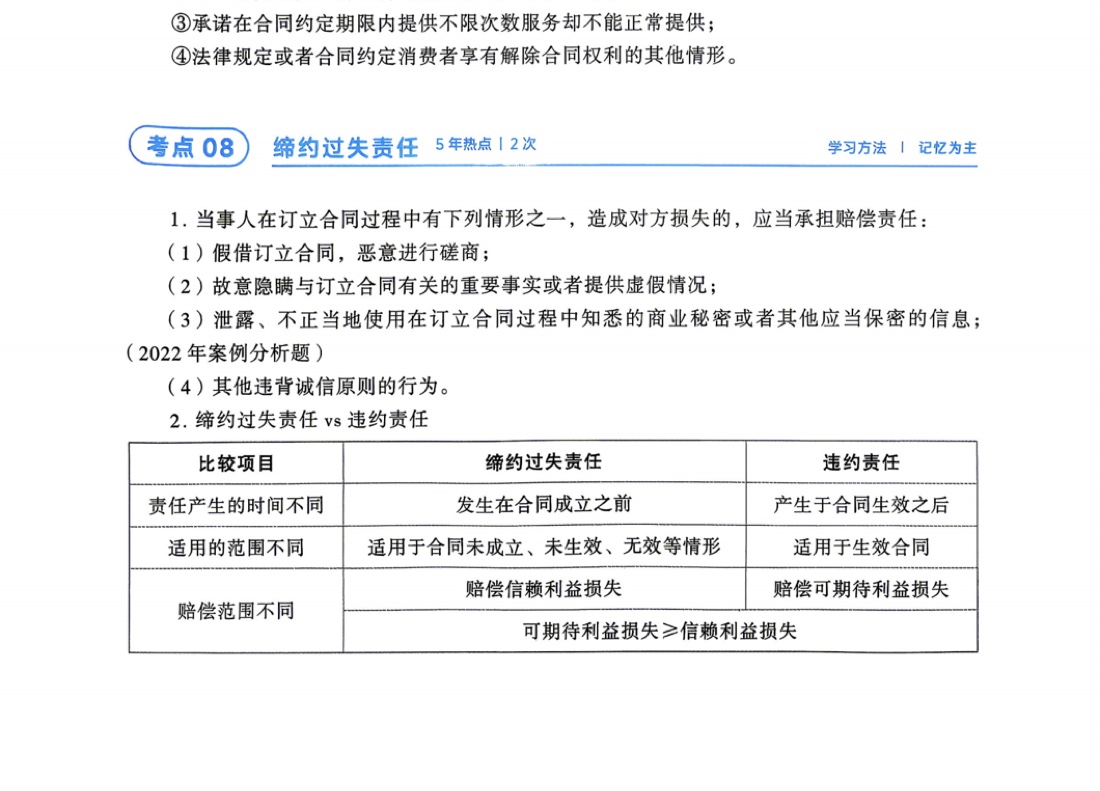 ③承诺在合同约定期限内提供不限次数服务却不能正常提供；
④法律规定或者合同约定消费者享有解除合同权利的其他情形。
考点 08 缔约过失责任 5 年热点 | 2 次 学习方法 | 记忆为主
1. 当事人在订立合同过程中有下列情形之一，造成对方损失的，应当承担赔偿责任：
（1）假借订立合同，恶意进行磋商；
（2）故意隐瞒与订立合同有关的重要事实或者提供虚假情况；
（3）泄露、不正当地使用在订立合同过程中知悉的商业秘密或者其他应当保密的信息；
（2022 年案例分析题）
（4）其他违背诚信原则的行为。
2. 缔约过失责任 vs 违约责任
比较项目 缔约过失责任 违约责任
责任产生的时间不同 发生在合同成立之前 产生于合同生效之后
适用的范围不同 适用于合同未成立、未生效、无效等情形 适用于生效合同
赔偿范围不同 赔偿信赖利益损失 赔偿可期待利益损失
可期待利益损失≥信赖利益损失